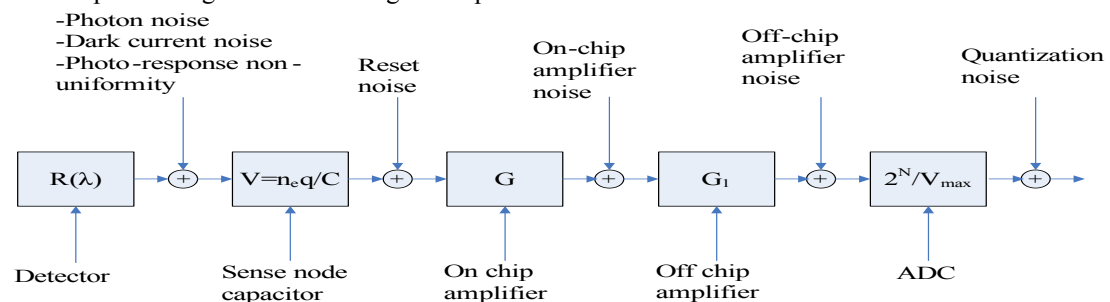 -Photon noise
-Dark current noise
-Photo-response non-
uniformity
Reset
noise
On-chip
amplifier
noise
Off-chip
amplifier
noise
Quantization
noise
R(λ)
+
V=nₑq/C
+
G
+
G₁
+
2ᴺ/Vₘₐₓ
+
Detector
Sense node
capacitor
On chip
amplifier
Off chip
amplifier
ADC